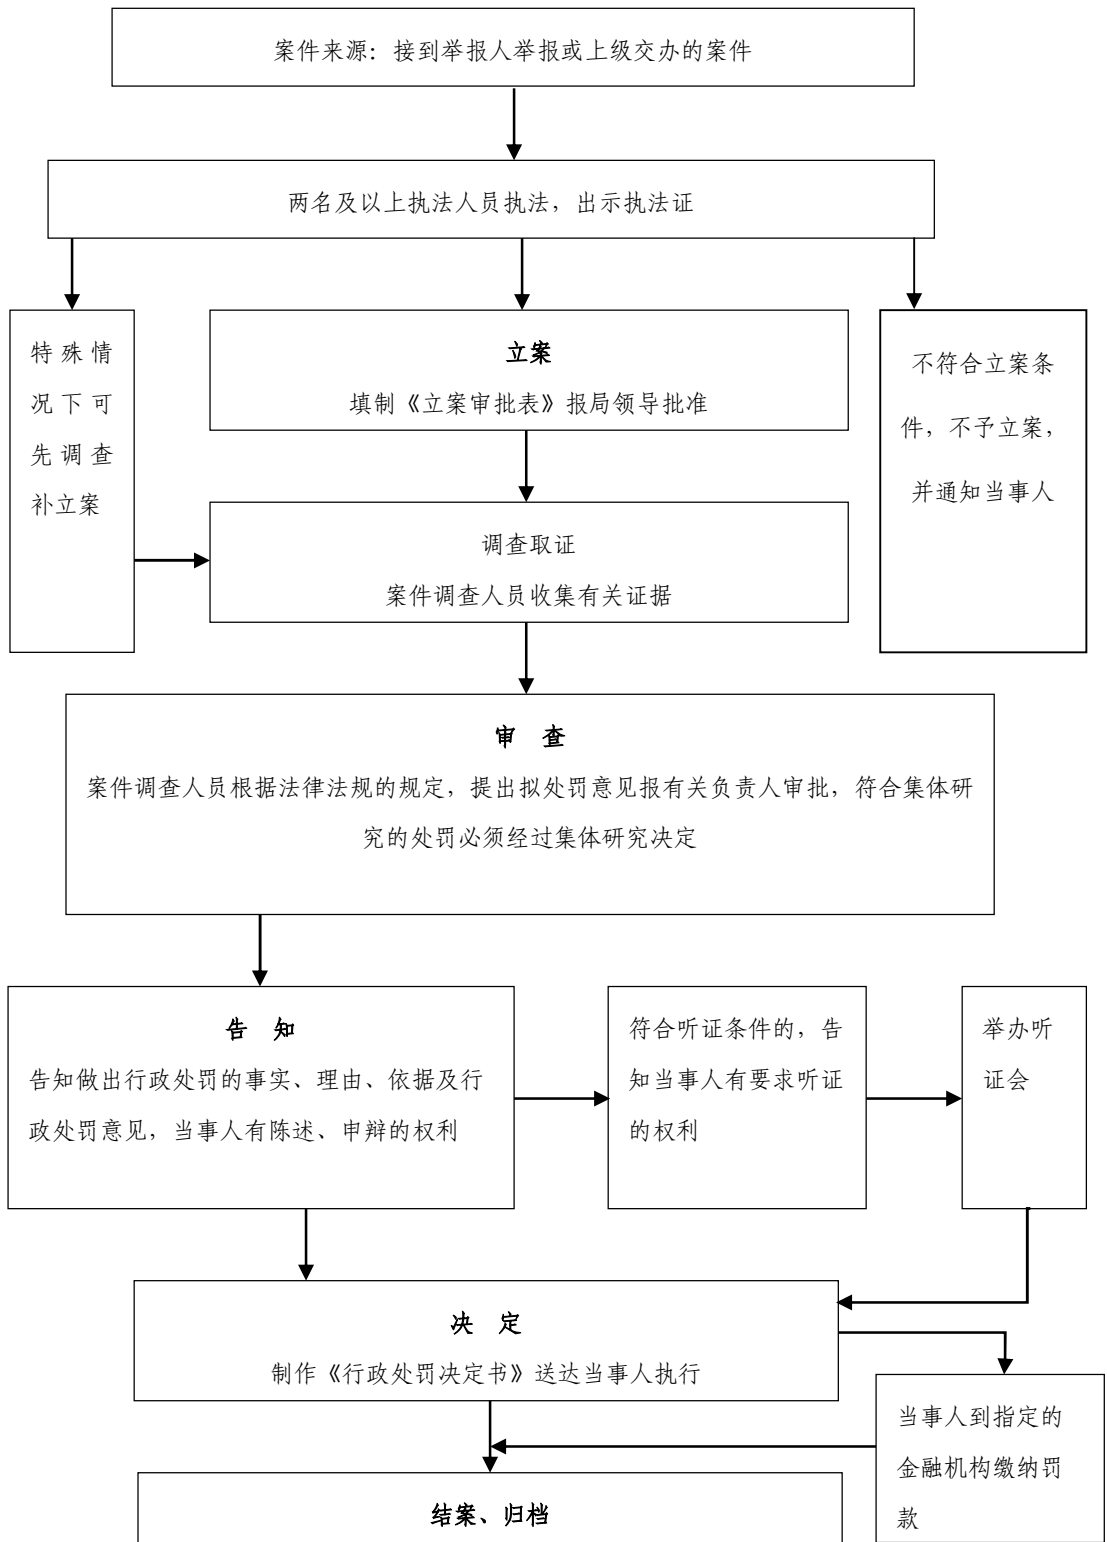 案件来源：接到举报人举报或上级交办的案件
两名及以上执法人员执法，出示执法证
特殊情
况下可
先调查
补立案
立案
填制《立案审批表》报局领导批准
不符合立案条
件，不予立案，
并通知当事人
调查取证
案件调查人员收集有关证据
审 查
案件调查人员根据法律法规的规定，提出拟处罚意见报有关负责人审批，符合集体研
究的处罚必须经过集体研究决定
告 知
告知做出行政处罚的事实、理由、依据及行
政处罚意见，当事人有陈述、申辩的权利
符合听证条件的，告
知当事人有要求听证
的权利
举办听
证会
决 定
制作《行政处罚决定书》送达当事人执行
当事人到指定的
金融机构缴纳罚
款
结案、归档